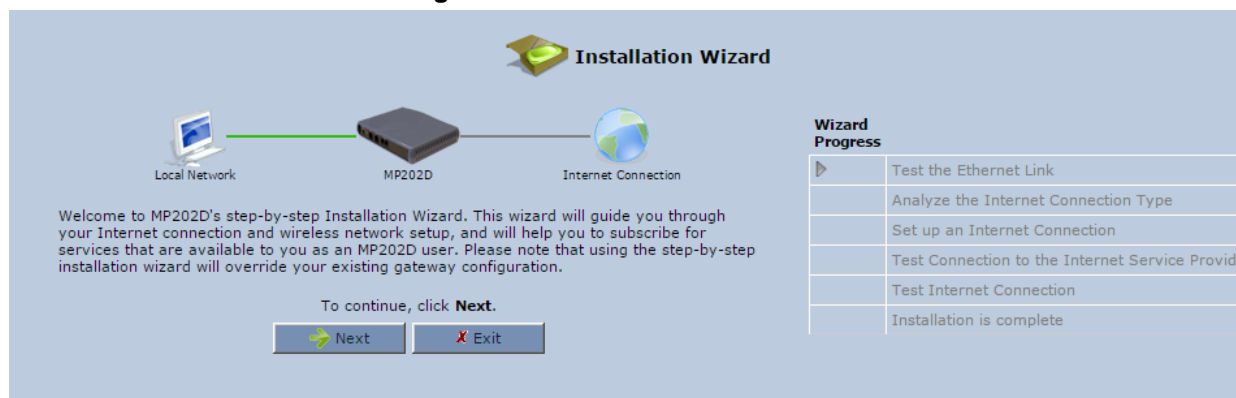 Installation Wizard
Local Network
MP202D
Internet Connection
Welcome to MP202D's step-by-step Installation Wizard. This wizard will guide you through
your Internet connection and wireless network setup, and will help you to subscribe for
services that are available to you as an MP202D user. Please note that using the step-by-step
installation wizard will override your existing gateway configuration.
To continue, click Next.
Next
Exit
Wizard
Progress
Test the Ethernet Link
Analyze the Internet Connection Type
Set up an Internet Connection
Test Connection to the Internet Service Provid
Test Internet Connection
Installation is complete